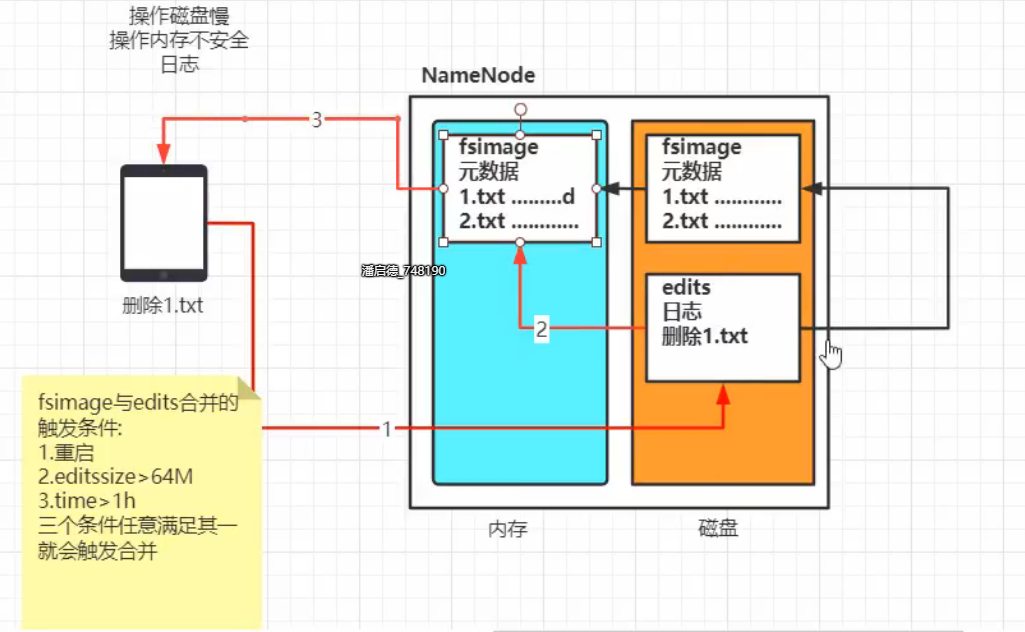 操作磁盘慢
操作内存不安全
日志
NameNode
3
fsimage
元数据
1.txt .........d
2.txt ............
fsimage
元数据
1.txt ............
2.txt ............
潘启德_748190
删除1.txt
edits
日志
删除1.txt
2
fsimage与edits合并的
触发条件:
1.重启
2.editssize>64M
3.time>1h
三个条件任意满足其一
就会触发合并
1
内存
磁盘